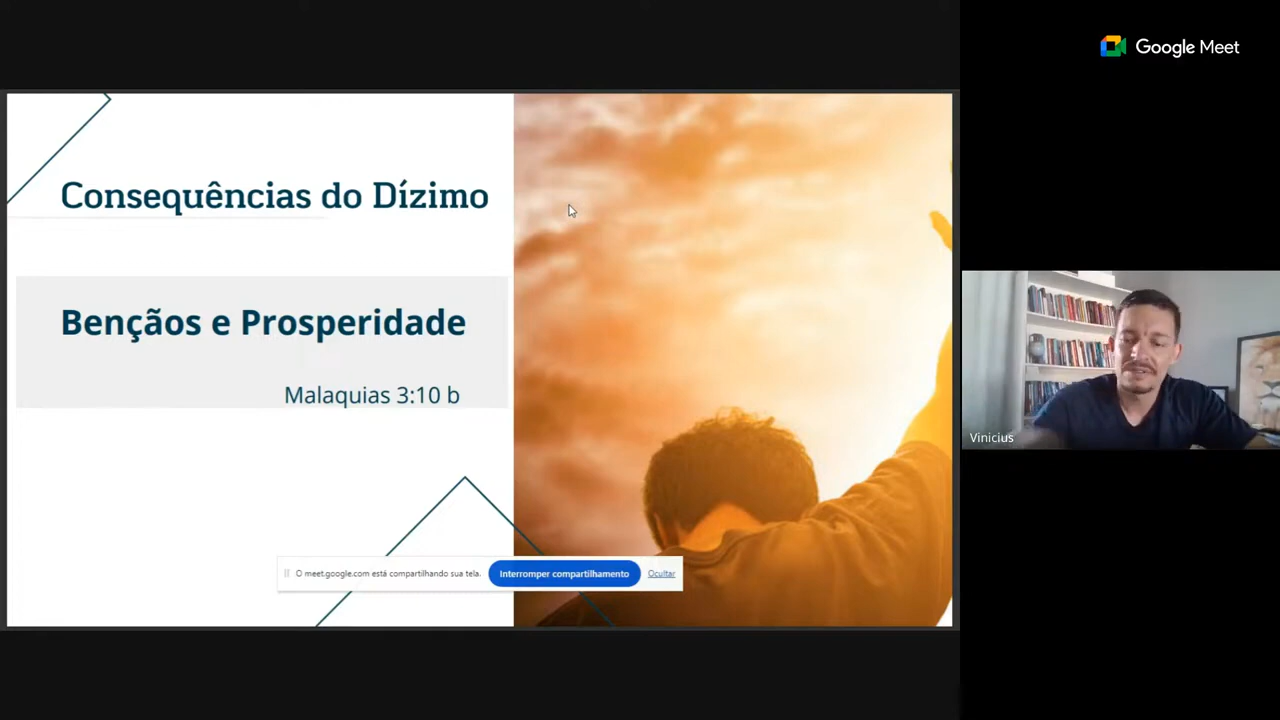 Google Meet
Consequências do Dízimo
Bençãos e Prosperidade
Malaquias 3:10 b
Vinicius
O meet.google.com está compartilhando sua tela.
Interromper compartilhamento
Ocultar